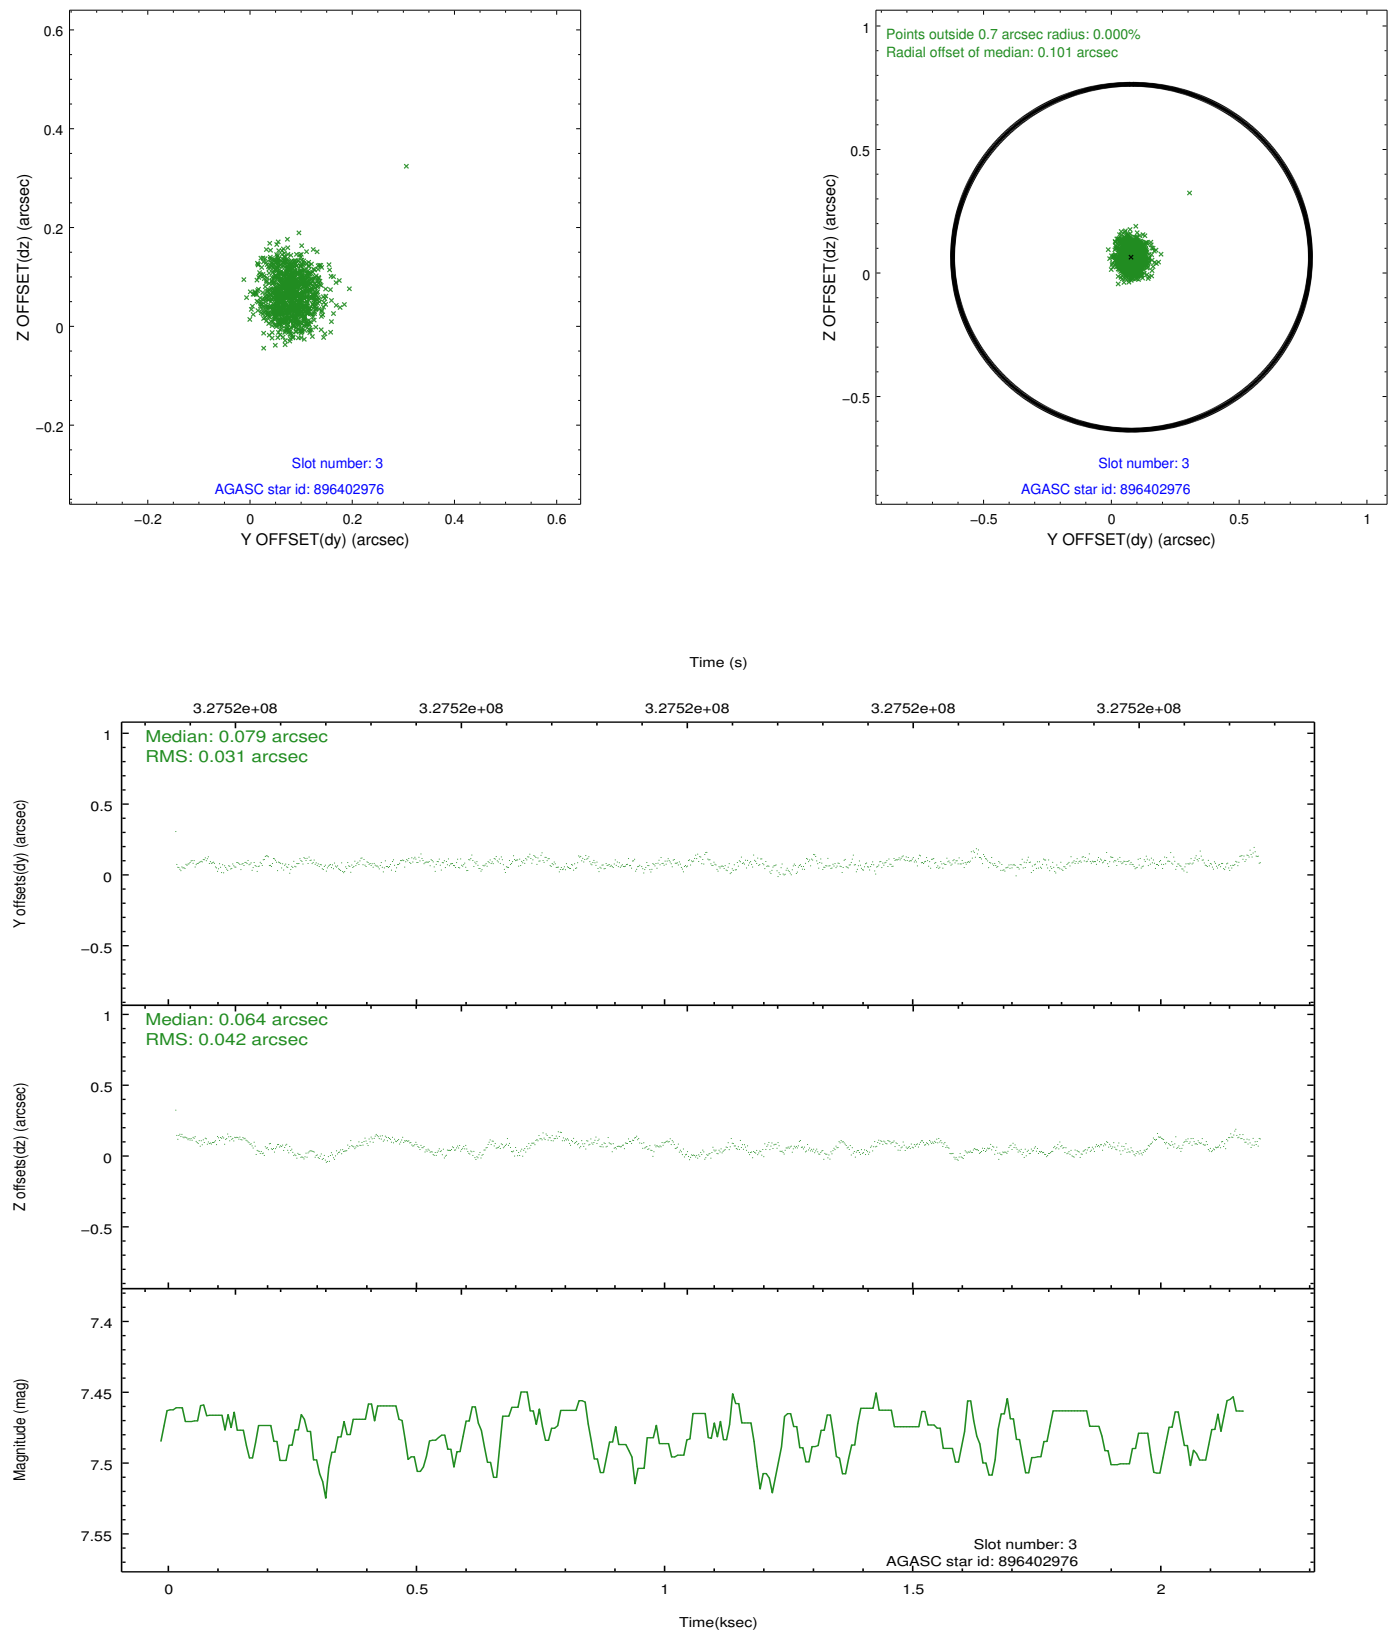 0.6
0.4
0.2
0
−0.2
Z OFFSET(dz) (arcsec)
Slot number: 3
AGASC star id: 896402976
−0.2 0 0.2 0.4 0.6
Y OFFSET(dy) (arcsec)
Points outside 0.7 arcsec radius: 0.000%
Radial offset of median: 0.101 arcsec
1
0.5
0
−0.5
Z OFFSET(dz) (arcsec)
Slot number: 3
AGASC star id: 896402976
−0.5 0 0.5 1
Y OFFSET(dy) (arcsec)
Time (s)
3.2752e+08 3.2752e+08 3.2752e+08 3.2752e+08 3.2752e+08
Median: 0.079 arcsec
RMS: 0.031 arcsec
1
0.5
0
−0.5
Y offsets(dy) (arcsec)
Median: 0.064 arcsec
RMS: 0.042 arcsec
1
0.5
0
−0.5
Z offsets(dz) (arcsec)
7.4
7.45
7.5
7.55
Magnitude (mag)
Slot number: 3
AGASC star id: 896402976
0 0.5 1 1.5 2
Time(ksec)